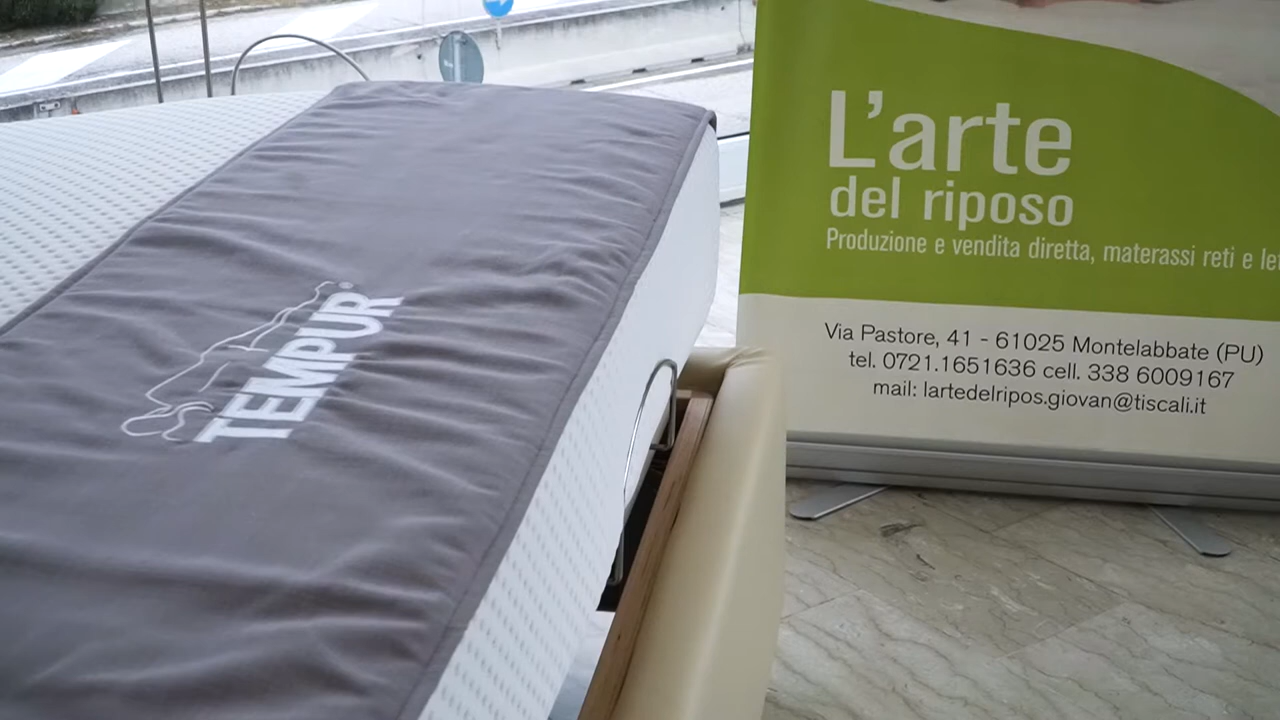 TEMPUR®
L'arte
del riposo
Produzione e vendita diretta, materassi reti e
Via Pastore, 41 - 61025 Montelabbate (PU)
tel. 0721.1651636 cell. 338 6009167
mail: lartedelripos.giovan@tiscali.it